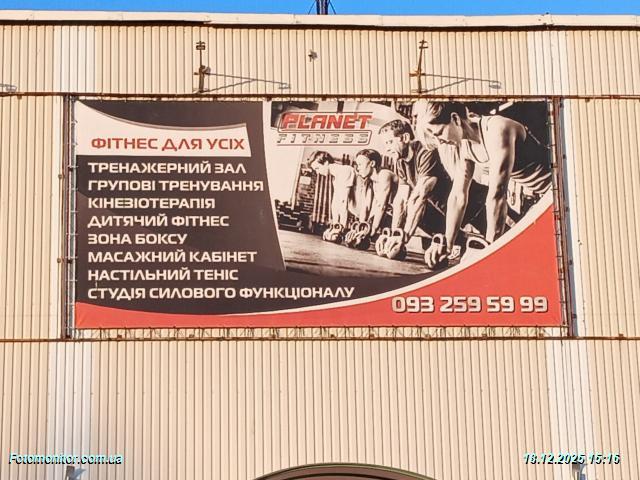 PLANET
FITNESS
ФІТНЕС ДЛЯ УСІХ
ТРЕНАЖЕРНИЙ ЗАЛ
ГРУПОВІ ТРЕНУВАННЯ
КІНЕЗІОТЕРАПІЯ
ДИТЯЧИЙ ФІТНЕС
ЗОНА БОКСУ
МАСАЖНИЙ КАБІНЕТ
НАСТІЛЬНИЙ ТЕНІС
СТУДІЯ СИЛОВОГО ФУНКЦІОНАЛУ
093 259 59 99
Fotomonitor.com.ua
18.12.2025 15:16